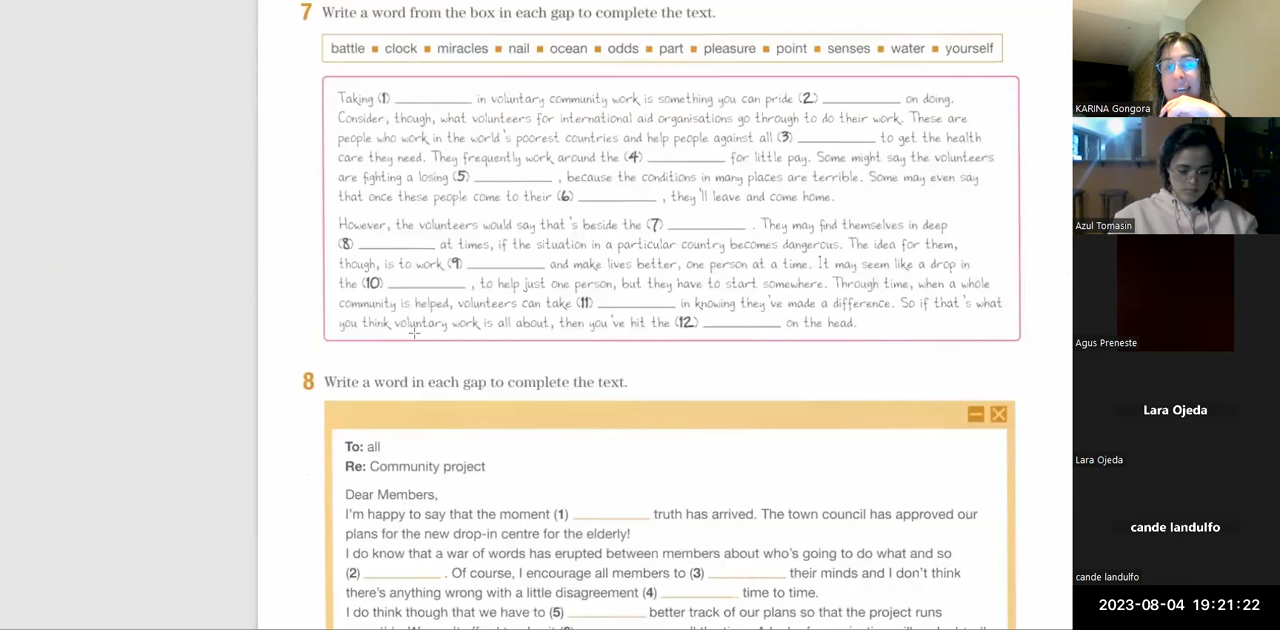 7 Write a word from the box in each gap to complete the text.
battle ■ clock ■ miracles ■ nail ■ ocean ■ odds ■ part ■ pleasure ■ point ■ senses ■ water ■ yourself
Taking (1) ____________ in voluntary community work is something you can pride (2) ____________ on doing.
Consider, though, what volunteers for international aid organisations go through to do their work. These are
people who work in the world's poorest countries and help people against all (3) ____________ to get the health
care they need. They frequently work around the (4) ____________ for little pay. Some might say the volunteers
are fighting a losing (5) ____________ , because the conditions in many places are terrible. Some may even say
that once these people come to their (6) ____________ , they'll leave and come home.
However, the volunteers would say that's beside the (7) ____________ . They may find themselves in deep
(8) ____________ at times, if the situation in a particular country becomes dangerous. The idea for them,
though, is to work (9) ____________ and make lives better, one person at a time. It may seem like a drop in
the (10) ____________ , to help just one person, but they have to start somewhere. Through time, when a whole
community is helped, volunteers can take (11) ____________ in knowing they've made a difference. So if that's what
you think voluntary work is all about, then you've hit the (12) ____________ on the head.
8 Write a word in each gap to complete the text.
To: all
Re: Community project
Dear Members,
I'm happy to say that the moment (1) ____________ truth has arrived. The town council has approved our
plans for the new drop-in centre for the elderly!
I do know that a war of words has erupted between members about who's going to do what and so
(2) ____________ . Of course, I encourage all members to (3) ____________ their minds and I don't think
there's anything wrong with a little disagreement (4) ____________ time to time.
I do think though that we have to (5) ____________ better track of our plans so that the project runs
KARINA Gongora
Azul Tomasin
Agus Preneste
Lara Ojeda
Lara Ojeda
cande landulfo
cande landulfo
2023-08-04 19:21:22